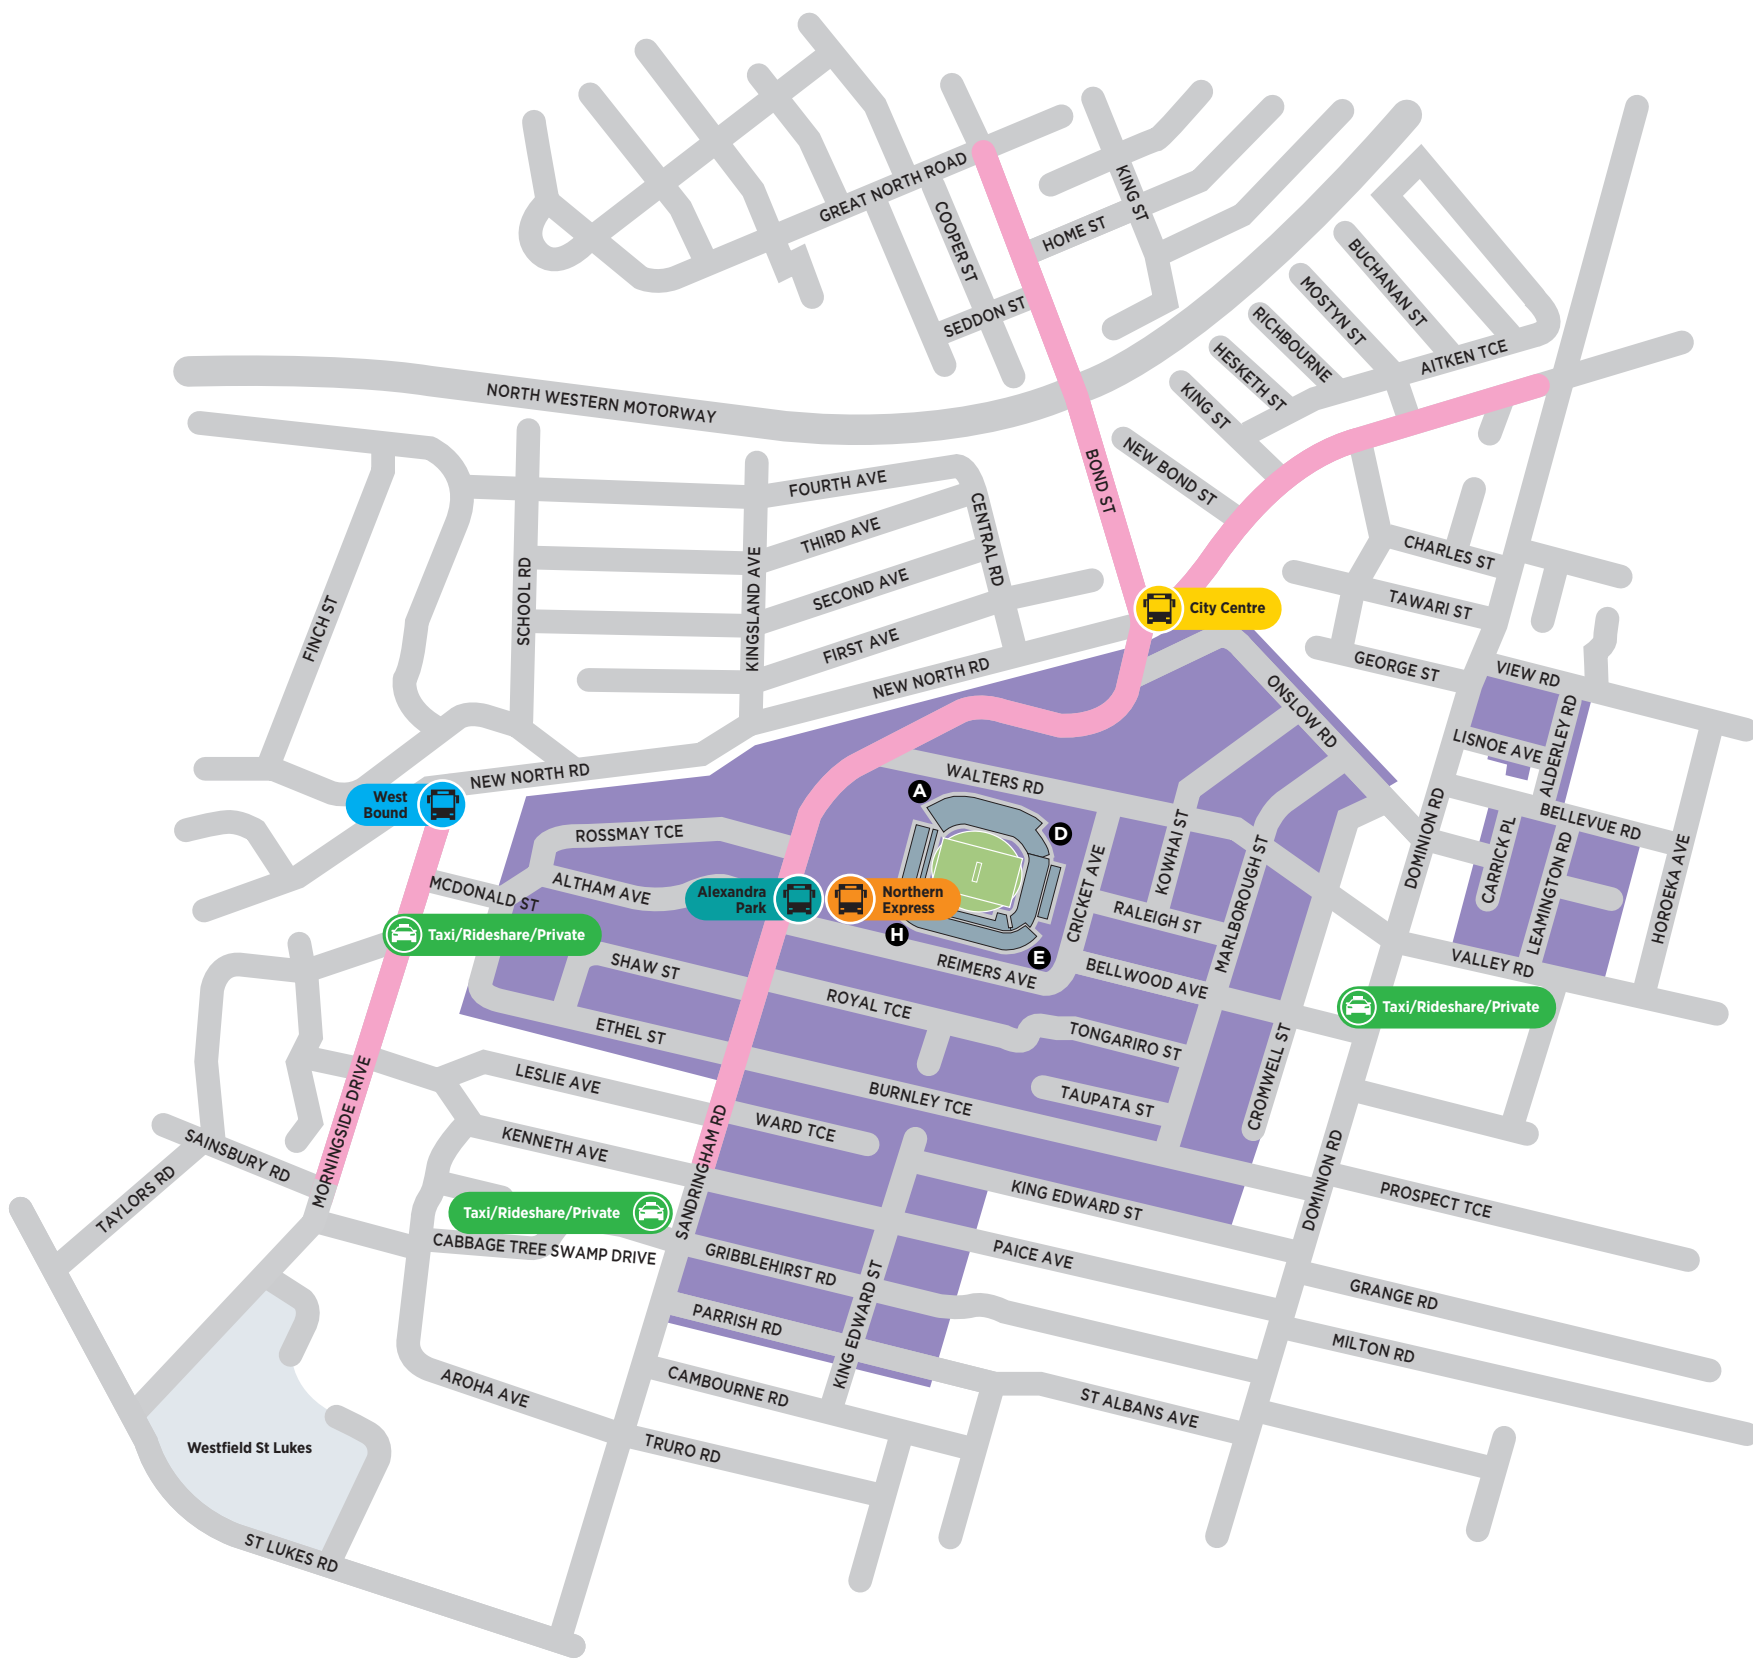 GREAT NORTH ROAD
COOPER ST
KING ST
HOME ST
SEDDON ST
BUCHANAN ST
MOSTYN ST
RICHBOURNE
HESKETH ST
KING ST
AITKEN TCE
NORTH WESTERN MOTORWAY
NEW BOND ST
BOND ST
FOURTH AVE
THIRD AVE
CENTRAL RD
SECOND AVE
FIRST AVE
KINGSLAND AVE
SCHOOL RD
FINCH ST
NEW NORTH RD
NEW NORTH RD
City Centre
CHARLES ST
TAWARI ST
GEORGE ST
VIEW RD
ONSLOW RD
LISNOE AVE
ALDERLEY RD
BELLEVUE RD
CARRICK PL
LEAMINGTON RD
HOROEKA AVE
DOMINION RD
VALLEY RD
West
Bound
WALTERS RD
A
D
H
E
ROSSMAY TCE
ALTHAM AVE
MCDONALD ST
Alexandra
Park
Northern
Express
KOWHAI ST
CRICKET AVE
RALEIGH ST
MARLBOROUGH ST
Taxi/Rideshare/Private
SHAW ST
REIMERS AVE
BELLWOOD AVE
Taxi/Rideshare/Private
ROYAL TCE
ETHEL ST
TONGARIRO ST
CROMWELL ST
LESLIE AVE
BURNLEY TCE
TAUPATA ST
MORNINGSIDE DRIVE
WARD TCE
KENNETH AVE
SAINSBURY RD
TAYLORS RD
SANDRINGHAM RD
KING EDWARD ST
DOMINION RD
PROSPECT TCE
Taxi/Rideshare/Private
CABBAGE TREE SWAMP DRIVE
GRIBBLEHIRST RD
PAICE AVE
KING EDWARD ST
GRANGE RD
PARRISH RD
MILTON RD
AROHA AVE
CAMBOURNE RD
ST ALBANS AVE
Westfield St Lukes
TRURO RD
ST LUKES RD